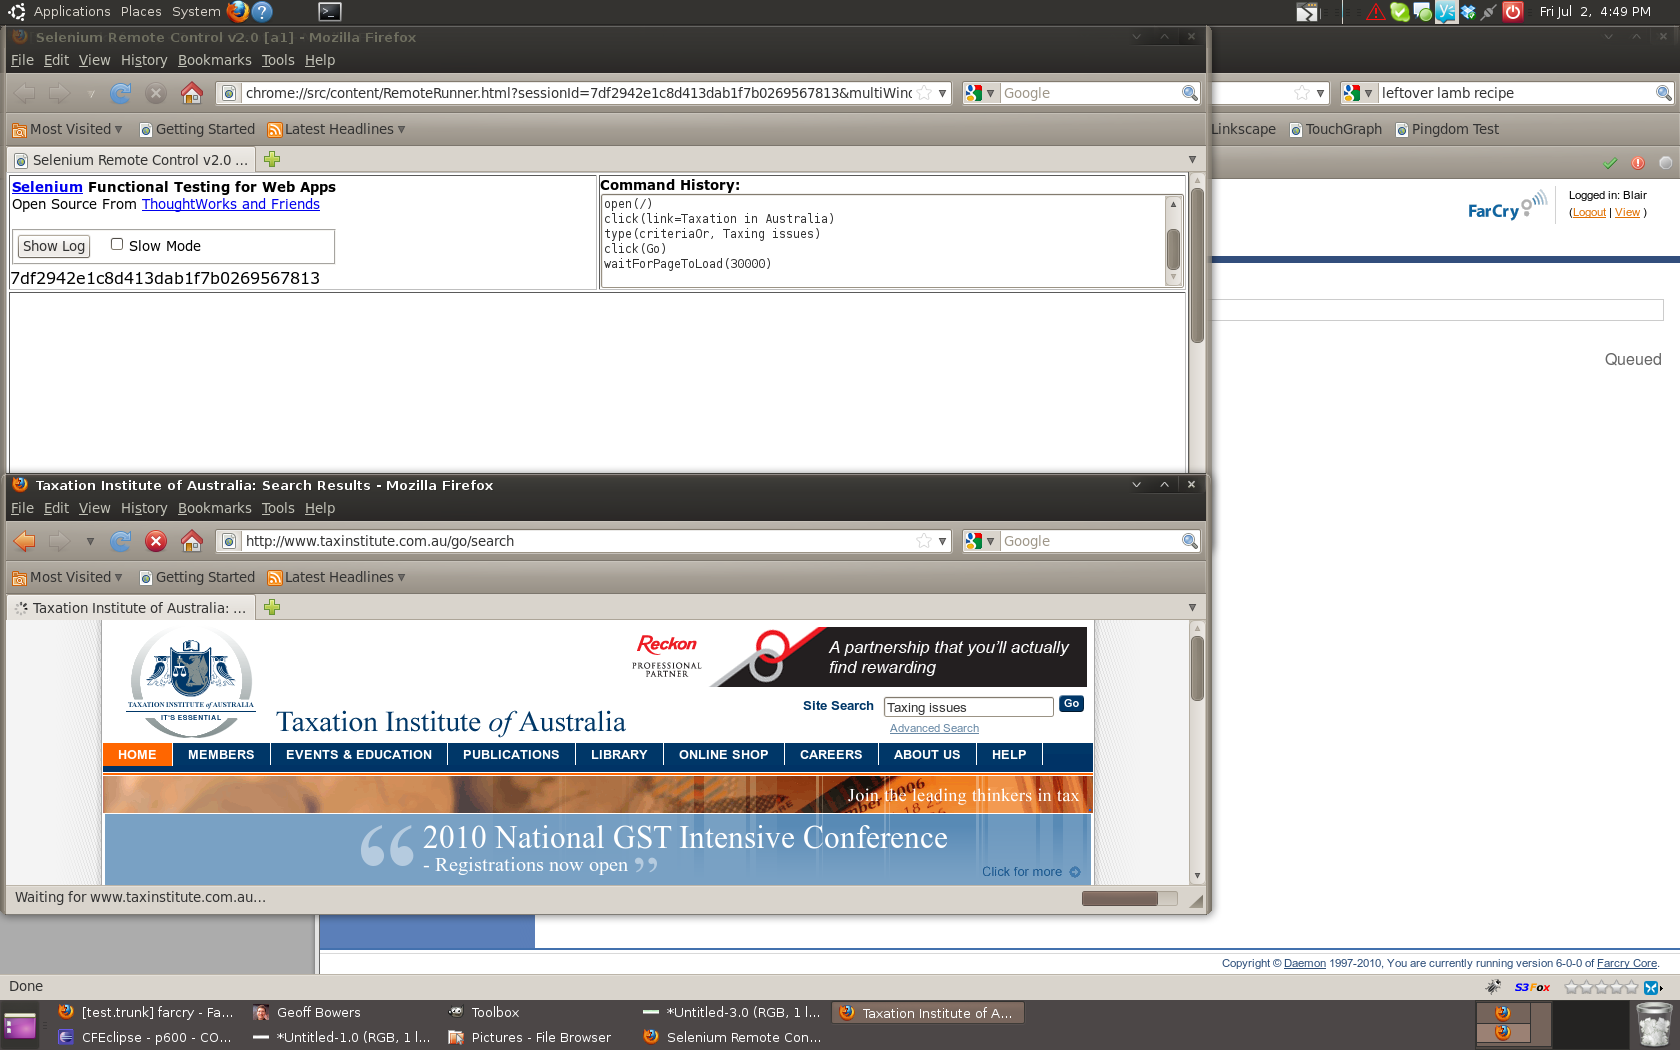 Applications Places System
Fri Jul 2, 4:49 PM
Selenium Remote Control v2.0 [a1] - Mozilla Firefox
File Edit View History Bookmarks Tools Help
chrome://src/content/RemoteRunner.html?sessionId=7df2942e1c8d413dab1f7b0269567813&multiWind
Google
leftover lamb recipe
Most Visited
Getting Started
Latest Headlines
Linkscape
TouchGraph
Pingdom Test
Selenium Remote Control v2.0 ...
Selenium Functional Testing for Web Apps
Open Source From ThoughtWorks and Friends
Show Log
Slow Mode
7df2942e1c8d413dab1f7b0269567813
Command History:
open(/)
click(link=Taxation in Australia)
type(criteriaOr, Taxing issues)
click(Go)
waitForPageToLoad(30000)
FarCry
Logged in: Blair
(Logout | View )
Queued
Taxation Institute of Australia: Search Results - Mozilla Firefox
File Edit View History Bookmarks Tools Help
http://www.taxinstitute.com.au/go/search
Google
Most Visited
Getting Started
Latest Headlines
Taxation Institute of Australia: ...
TAXATION INSTITUTE OF AUSTRALIA
IT'S ESSENTIAL
Taxation Institute of Australia
Reckon
PROFESSIONAL
PARTNER
A partnership that you'll actually
find rewarding
Site Search
Taxing issues
Go
Advanced Search
HOME MEMBERS EVENTS & EDUCATION PUBLICATIONS LIBRARY ONLINE SHOP CAREERS ABOUT US HELP
Join the leading thinkers in tax
“ 2010 National GST Intensive Conference
- Registrations now open ”
Click for more
Waiting for www.taxinstitute.com.au...
Copyright © Daemon 1997-2010, You are currently running version 6-0-0 of Farcry Core.
Done
S3Fox
[test.trunk] farcry - Fa...
Geoff Bowers
Toolbox
*Untitled-3.0 (RGB, 1 l...
Taxation Institute of A...
CFEclipse - p600 - CO...
*Untitled-1.0 (RGB, 1 l...
Pictures - File Browser
Selenium Remote Con...